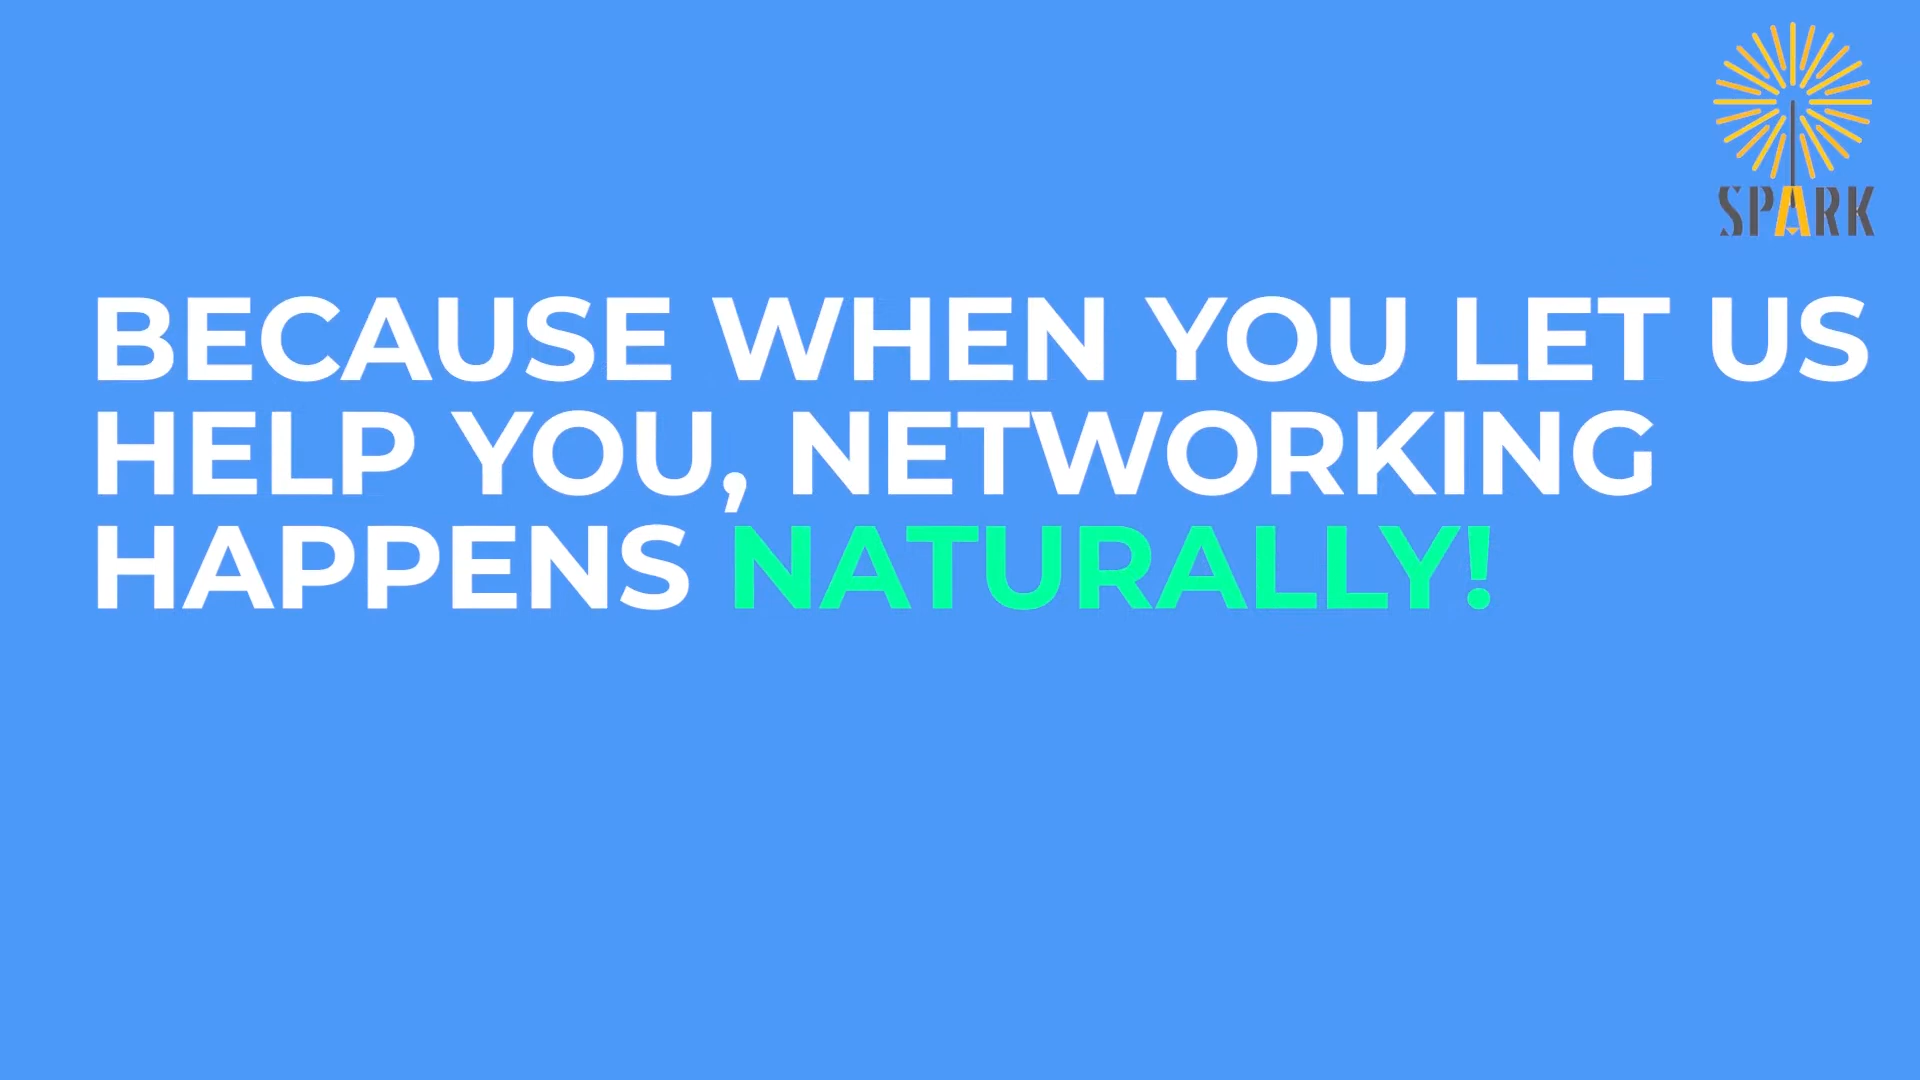 SPARK
BECAUSE WHEN YOU LET US
HELP YOU, NETWORKING
HAPPENS NATURALLY!